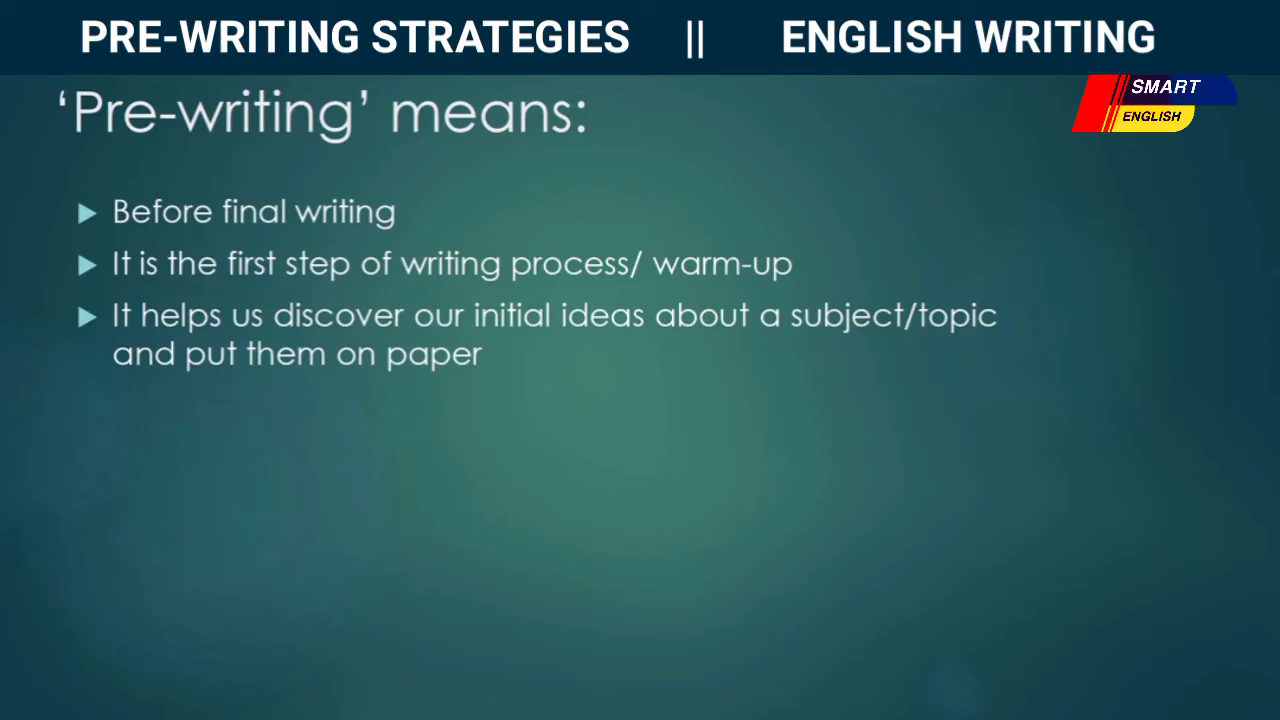 PRE-WRITING STRATEGIES || ENGLISH WRITING
SMART
ENGLISH
‘Pre-writing’ means:
Before final writing
It is the first step of writing process/ warm-up
It helps us discover our initial ideas about a subject/topic
and put them on paper